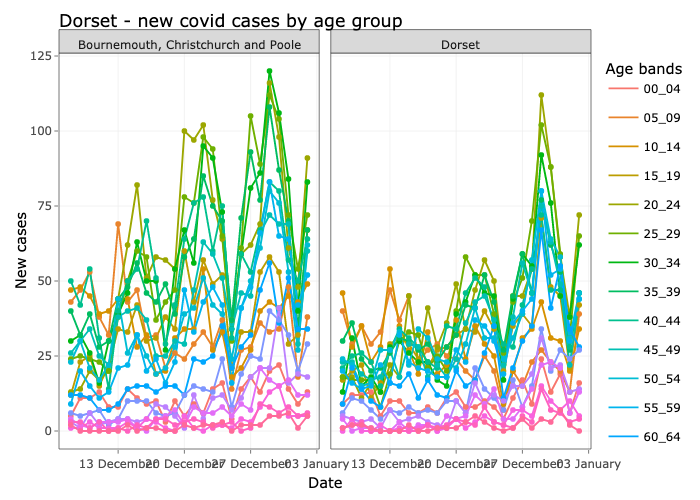 Dorset - new covid cases by age group
Bournemouth, Christchurch and Poole
Dorset
125
100
75
50
25
0
New cases
13 December
20 December
27 December
03 January
13 December
20 December
27 December
03 January
Date
Age bands
00_04
05_09
10_14
15_19
20_24
25_29
30_34
35_39
40_44
45_49
50_54
55_59
60_64